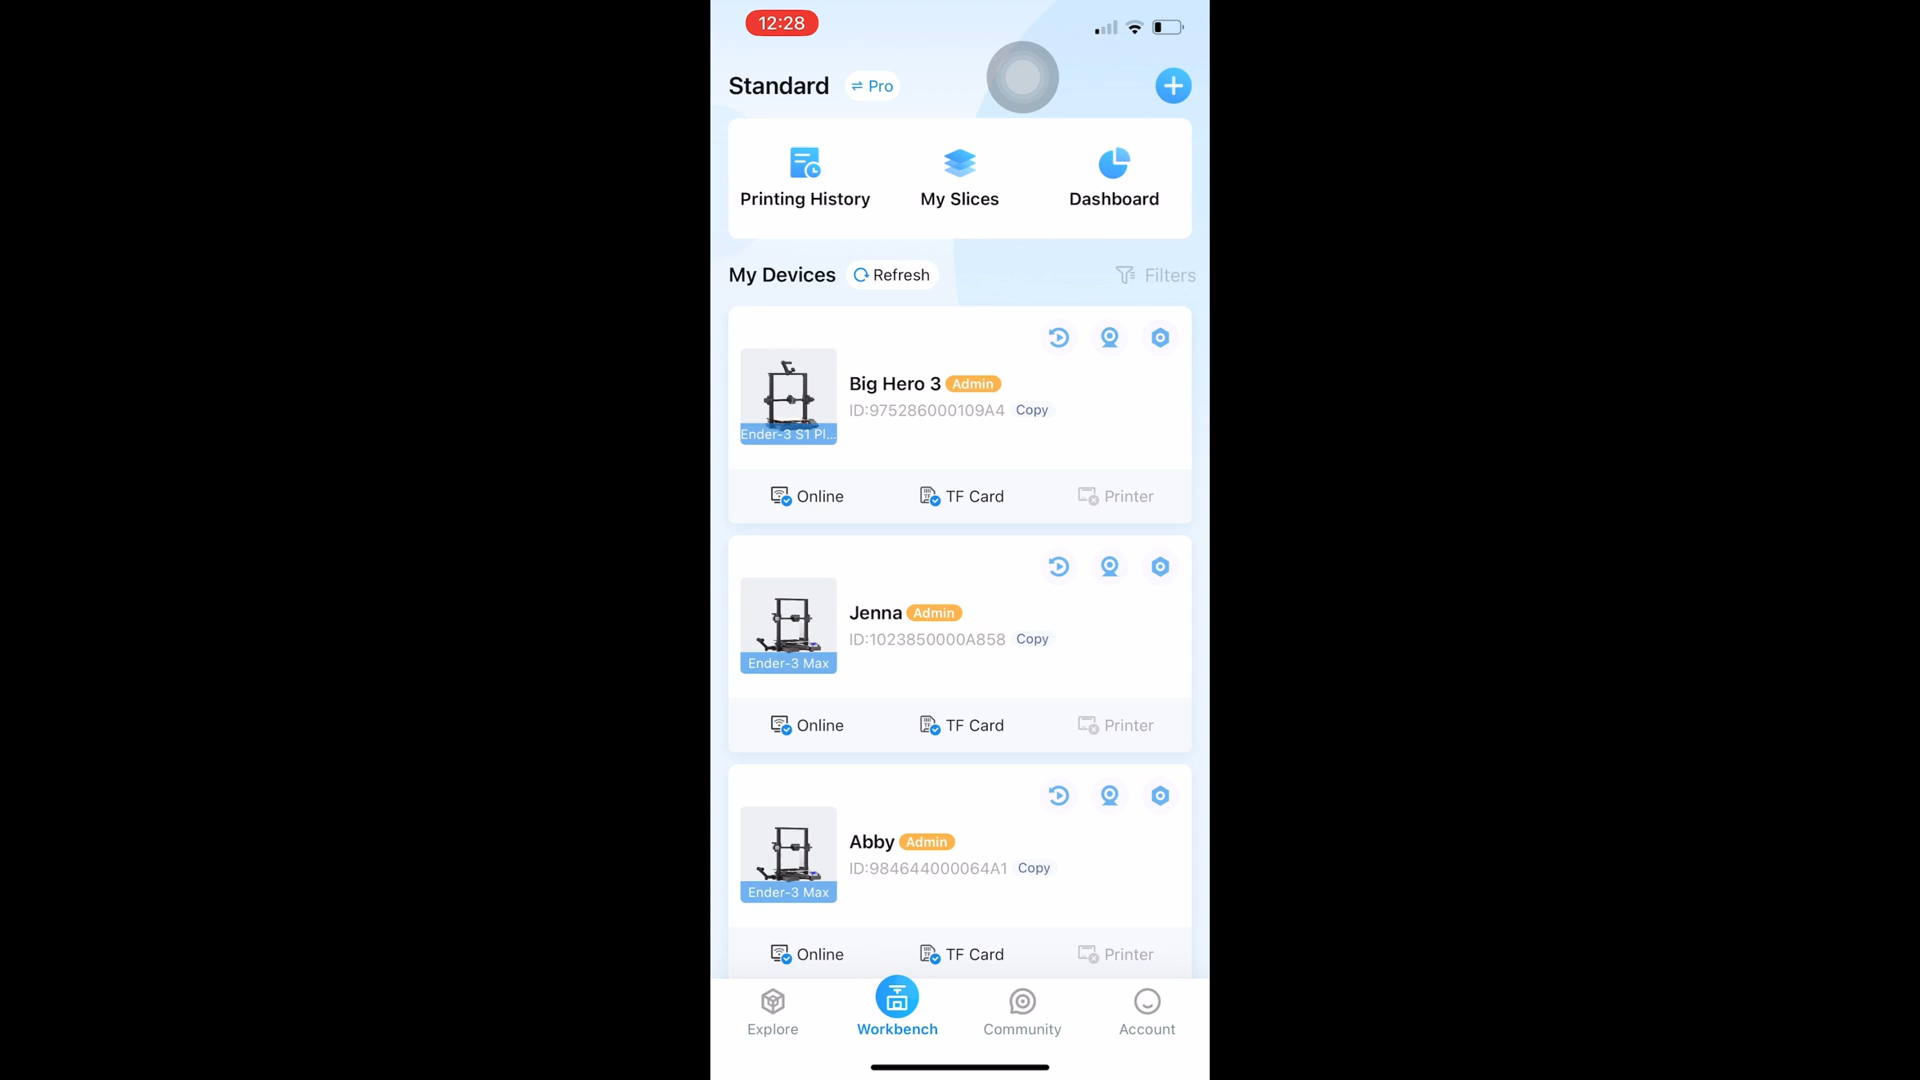 12:28
Standard
Pro
Printing History
My Slices
Dashboard
My Devices
Refresh
Filters
Ender-3 S1 Pl...
Big Hero 3
Admin
ID:975286000109A4
Copy
Online
TF Card
Printer
Ender-3 Max
Jenna
Admin
ID:1023850000A858
Copy
Online
TF Card
Printer
Ender-3 Max
Abby
Admin
ID:984644000064A1
Copy
Online
TF Card
Printer
Explore
Workbench
Community
Account